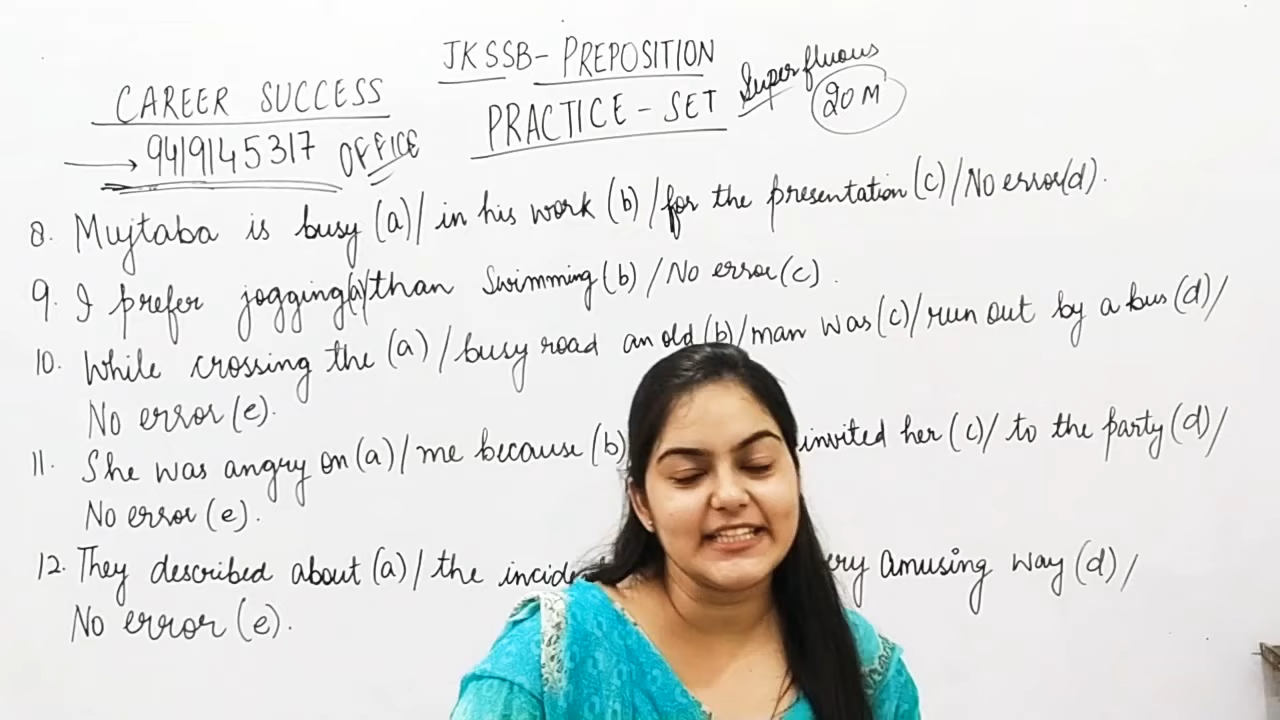 JKSSB- PREPOSITION
PRACTICE - SET
Superfluous
20 M
CAREER SUCCESS
9419145317 OFFICE
8. Mujtaba is busy (a)/ in his work (b) /for the presentation (c)/No error(d).
9. I prefer jogging(a)/than Swimming (b) /No error (c).
10. While crossing the (a) /busy road an old (b)/man was (c)/run out by a bus (d)/
No error (e).
11. She was angry on (a)/ me because (b) invited her (c)/ to the party (d)/
No error (e).
12. They described about (a)/ the amusing way (d)/
No error (e).